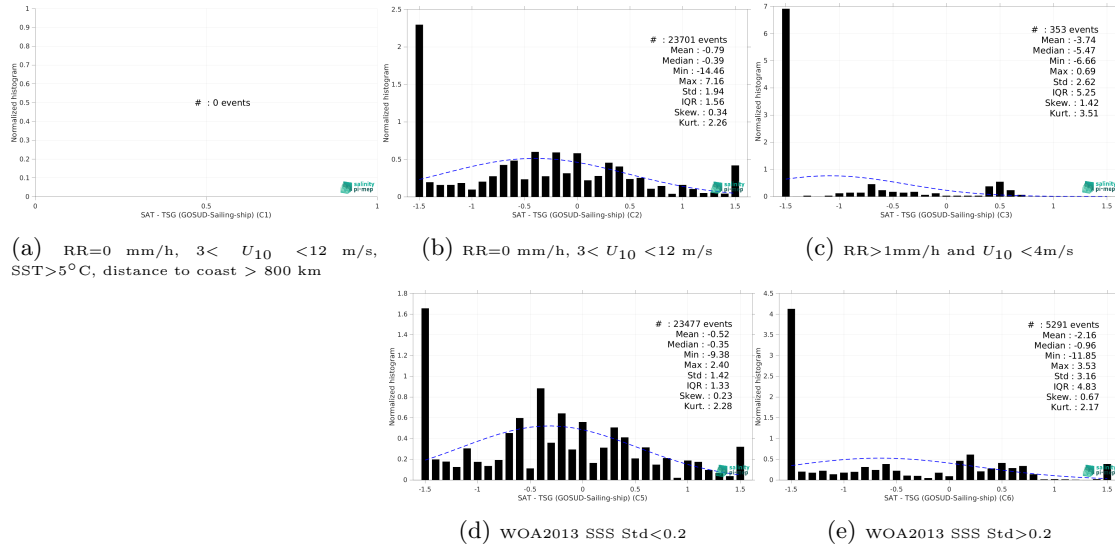 1
0.9
0.8
0.7
0.6
0.5
0.4
0.3
0.2
0.1
0
Normalized histogram
# : 0 events
salinity
pi-mep
0 0.5 1
SAT - TSG (GOSUD-Sailing-ship) (C1)
(a) RR=0 mm/h, 3< U10 <12 m/s,
SST>5°C, distance to coast > 800 km
2.5
2
1.5
1
0.5
0
Normalized histogram
# : 23701 events
Mean : -0.79
Median : -0.39
Min : -14.46
Max : 7.16
Std : 1.94
IQR : 1.56
Skew. : 0.34
Kurt. : 2.26
salinity
pi-mep
-1.5 -1 -0.5 0 0.5 1 1.5
SAT - TSG (GOSUD-Sailing-ship) (C2)
(b) RR=0 mm/h, 3< U10 <12 m/s
7
6
5
4
3
2
1
0
Normalized histogram
# : 353 events
Mean : -3.74
Median : -5.47
Min : -6.66
Max : 0.69
Std : 2.62
IQR : 5.25
Skew. : 1.42
Kurt. : 3.51
salinity
pi-mep
-1.5 -1 -0.5 0 0.5 1 1.5
SAT - TSG (GOSUD-Sailing-ship) (C3)
(c) RR>1mm/h and U10 <4m/s
1.8
1.6
1.4
1.2
1
0.8
0.6
0.4
0.2
0
Normalized histogram
# : 23477 events
Mean : -0.52
Median : -0.35
Min : -9.38
Max : 2.40
Std : 1.42
IQR : 1.33
Skew. : 0.23
Kurt. : 2.28
salinity
pi-mep
-1.5 -1 -0.5 0 0.5 1 1.5
SAT - TSG (GOSUD-Sailing-ship) (C5)
(d) WOA2013 SSS Std<0.2
4.5
4
3.5
3
2.5
2
1.5
1
0.5
0
Normalized histogram
# : 5291 events
Mean : -2.16
Median : -0.96
Min : -11.85
Max : 3.53
Std : 3.16
IQR : 4.83
Skew. : 0.67
Kurt. : 2.17
salinity
pi-mep
-1.5 -1 -0.5 0 0.5 1 1.5
SAT - TSG (GOSUD-Sailing-ship) (C6)
(e) WOA2013 SSS Std>0.2